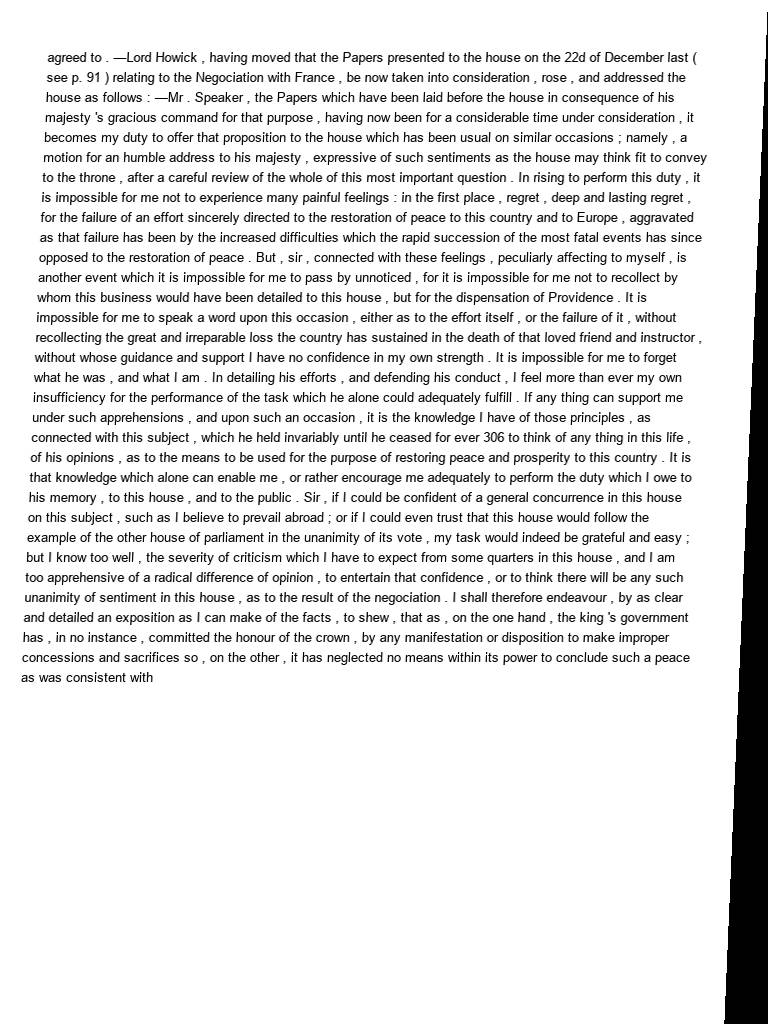 agreed to . —Lord Howick , having moved that the Papers presented to the house on the 22d of December last (
see p. 91 ) relating to the Negociation with France , be now taken into consideration , rose , and addressed the
house as follows : —Mr . Speaker , the Papers which have been laid before the house in consequence of his
majesty 's gracious command for that purpose , having now been for a considerable time under consideration , it
becomes my duty to offer that proposition to the house which has been usual on similar occasions ; namely , a
motion for an humble address to his majesty , expressive of such sentiments as the house may think fit to convey
to the throne , after a careful review of the whole of this most important question . In rising to perform this duty , it
is impossible for me not to experience many painful feelings : in the first place , regret , deep and lasting regret ,
for the failure of an effort sincerely directed to the restoration of peace to this country and to Europe , aggravated
as that failure has been by the increased difficulties which the rapid succession of the most fatal events has since
opposed to the restoration of peace . But , sir , connected with these feelings , peculiarly affecting to myself , is
another event which it is impossible for me to pass by unnoticed , for it is impossible for me not to recollect by
whom this business would have been detailed to this house , but for the dispensation of Providence . It is
impossible for me to speak a word upon this occasion , either as to the effort itself , or the failure of it , without
recollecting the great and irreparable loss the country has sustained in the death of that loved friend and instructor ,
without whose guidance and support I have no confidence in my own strength . It is impossible for me to forget
what he was , and what I am . In detailing his efforts , and defending his conduct , I feel more than ever my own
insufficiency for the performance of the task which he alone could adequately fulfill . If any thing can support me
under such apprehensions , and upon such an occasion , it is the knowledge I have of those principles , as
connected with this subject , which he held invariably until he ceased for ever 306 to think of any thing in this life ,
of his opinions , as to the means to be used for the purpose of restoring peace and prosperity to this country . It is
that knowledge which alone can enable me , or rather encourage me adequately to perform the duty which I owe to
his memory , to this house , and to the public . Sir , if I could be confident of a general concurrence in this house
on this subject , such as I believe to prevail abroad ; or if I could even trust that this house would follow the
example of the other house of parliament in the unanimity of its vote , my task would indeed be grateful and easy ;
but I know too well , the severity of criticism which I have to expect from some quarters in this house , and I am
too apprehensive of a radical difference of opinion , to entertain that confidence , or to think there will be any such
unanimity of sentiment in this house , as to the result of the negociation . I shall therefore endeavour , by as clear
and detailed an exposition as I can make of the facts , to shew , that as , on the one hand , the king 's government
has , in no instance , committed the honour of the crown , by any manifestation or disposition to make improper
concessions and sacrifices so , on the other , it has neglected no means within its power to conclude such a peace
as was consistent with